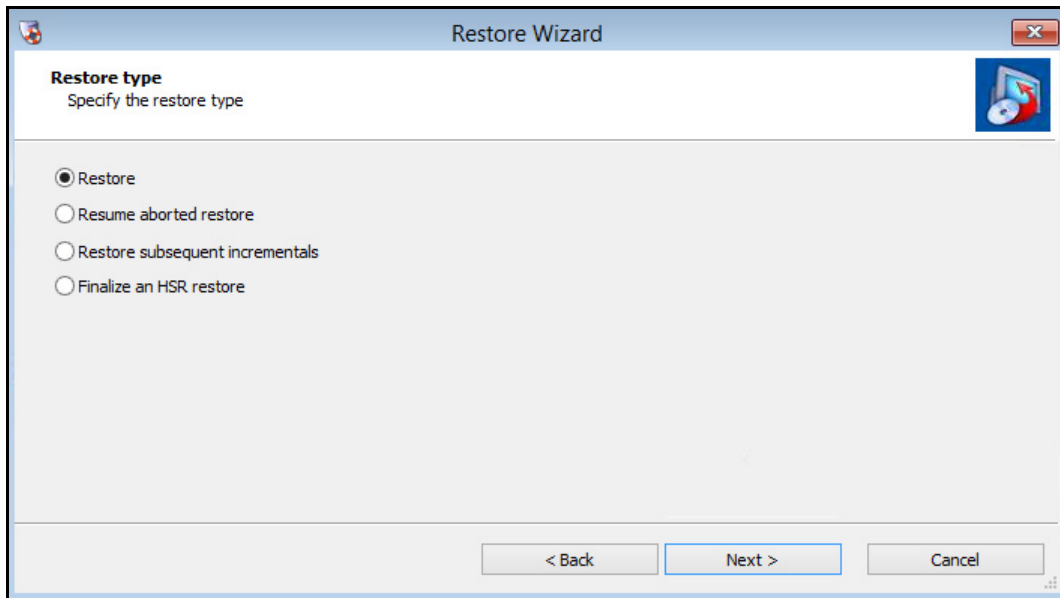 Restore Wizard
Restore type
Specify the restore type
Restore
Resume aborted restore
Restore subsequent incrementals
Finalize an HSR restore
< Back Next > Cancel